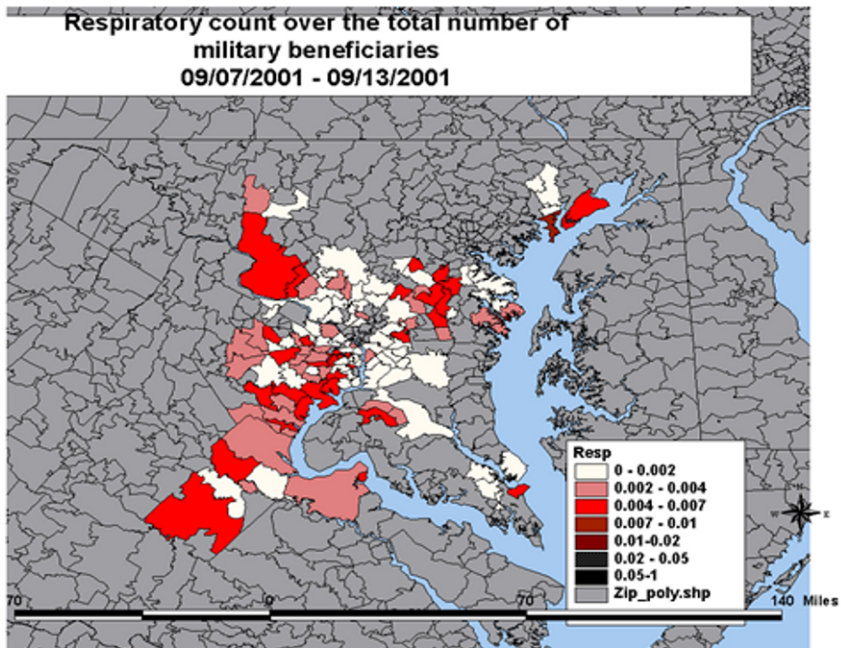 Respiratory count over the total number of
military beneficiaries
09/07/2001 - 09/13/2001
Resp
0 - 0.002
0.002 - 0.004
0.004 - 0.007
0.007 - 0.01
0.01-0.02
0.02 - 0.05
0.05-1
Zip_poly.shp
W E
70 0 70 140 Miles